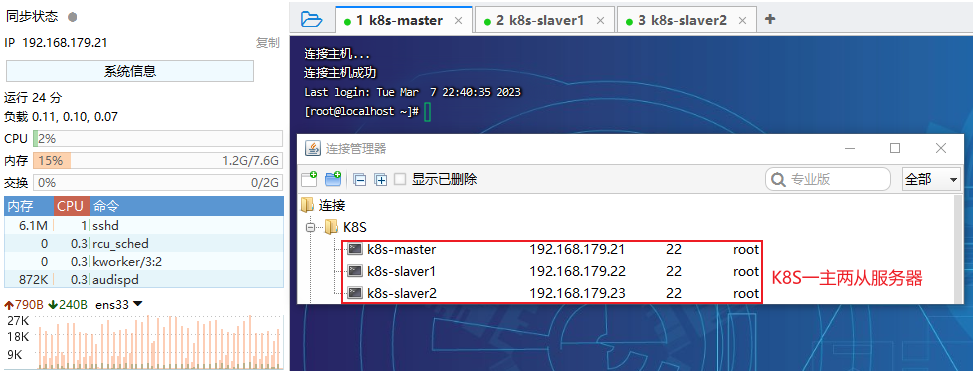 同步状态
IP 192.168.179.21 复制
系统信息
运行 24 分
负载 0.11, 0.10, 0.07
CPU 2%
内存 15% 1.2G/7.6G
交换 0% 0/2G
内存 CPU 命令
6.1M 1 sshd
0 0.3 rcu_sched
0 0.3 kworker/3:2
872K 0.3 audispd
790B 240B ens33
27K
18K
9K
1 k8s-master 2 k8s-slaver1 3 k8s-slaver2
连接主机...
连接主机成功
Last login: Tue Mar  7 22:40:35 2023
[root@localhost ~]#
连接管理器
显示已删除 专业版 全部
连接
K8S
k8s-master 192.168.179.21 22 root
k8s-slaver1 192.168.179.22 22 root
k8s-slaver2 192.168.179.23 22 root
K8S一主两从服务器